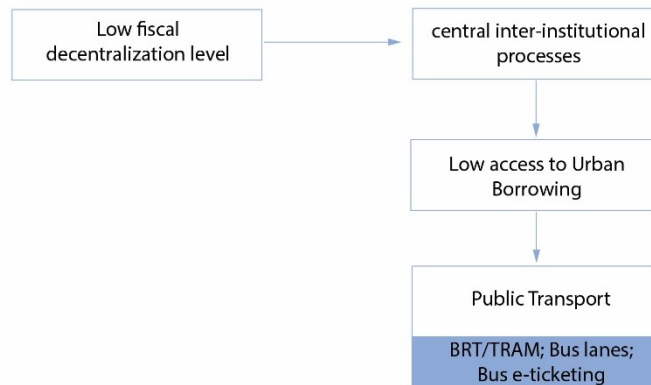 Low fiscal
decentralization level
central inter-institutional
processes
Low access to Urban
Borrowing
Public Transport
BRT/TRAM; Bus lanes;
Bus e-ticketing